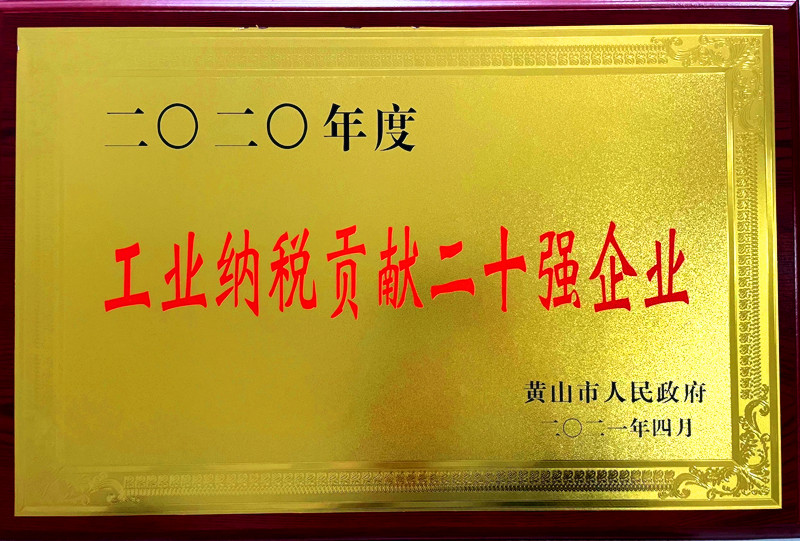 二〇二〇年度
工业纳税贡献二十强企业
黄山市人民政府
二〇二一年四月